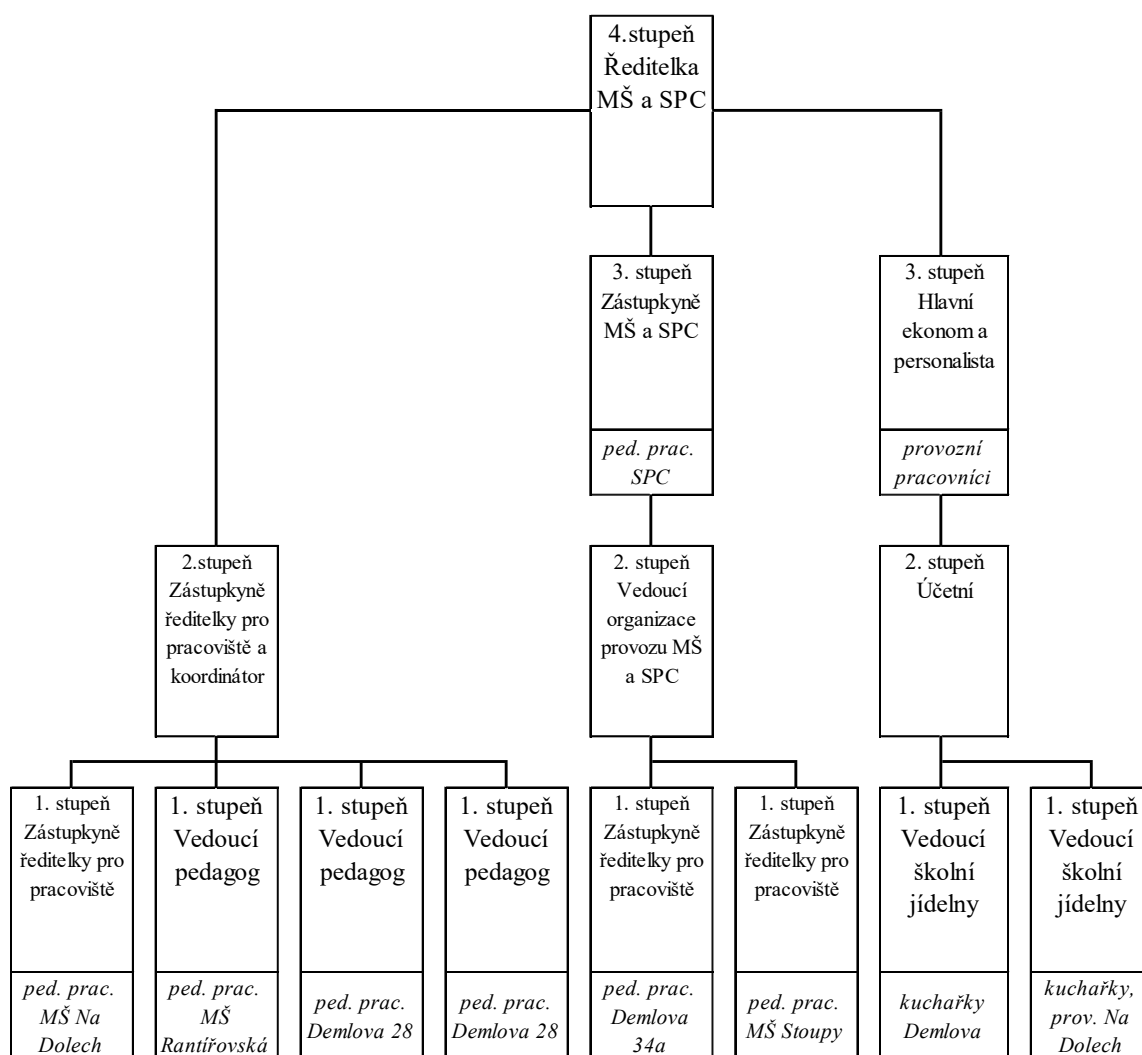 4.stupeň
Ředitelka
MŠ a SPC
3. stupeň
Zástupkyně
MŠ a SPC
ped. prac.
SPC
3. stupeň
Hlavní
ekonom a
personalista
provozní
pracovníci
2.stupeň
Zástupkyně
ředitelky pro
pracoviště a
koordinátor
2. stupeň
Vedoucí
organizace
provozu MŠ
a SPC
2. stupeň
Účetní
1. stupeň
Zástupkyně
ředitelky pro
pracoviště
ped. prac.
MŠ Na
Dolech
1. stupeň
Vedoucí
pedagog
ped. prac.
MŠ
Rantířovská
1. stupeň
Vedoucí
pedagog
ped. prac.
Demlova 28
1. stupeň
Vedoucí
pedagog
ped. prac.
Demlova 28
1. stupeň
Zástupkyně
ředitelky pro
pracoviště
ped. prac.
Demlova
34a
1. stupeň
Zástupkyně
ředitelky pro
pracoviště
ped. prac.
MŠ Stoupy
1. stupeň
Vedoucí
školní
jídelny
kuchařky
Demlova
1. stupeň
Vedoucí
školní
jídelny
kuchařky,
prov. Na
Dolech